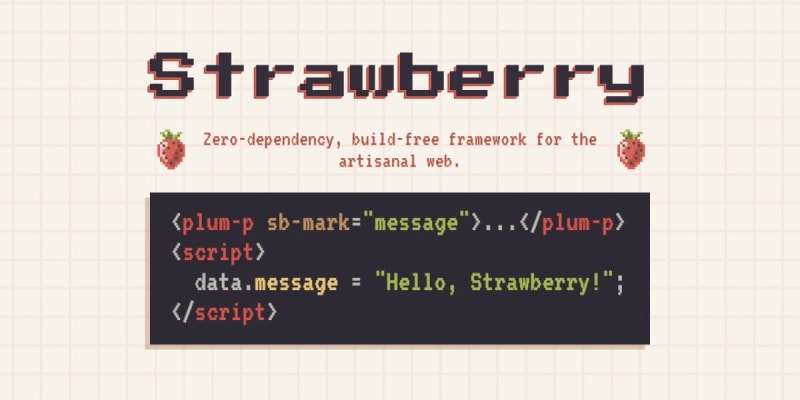 Strawberry
Zero-dependency, build-free framework for the
artisanal web.
<plum-p sb-mark="message">...</plum-p>
<script>
  data.message = "Hello, Strawberry!";
</script>